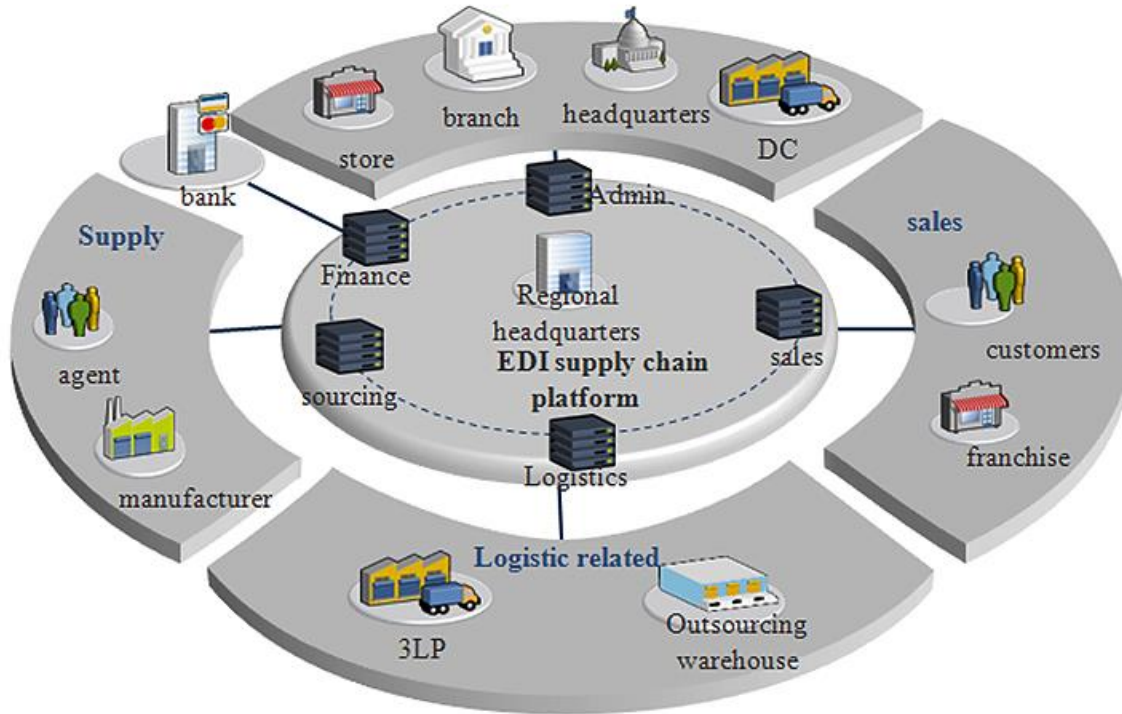 branch
headquarters
store
DC
bank
Admin
Supply
sales
Finance
Regional
headquarters
sales
customers
EDI supply chain
platform
agent
sourcing
franchise
Logistics
manufacturer
Logistic related
3LP
Outsourcing
warehouse